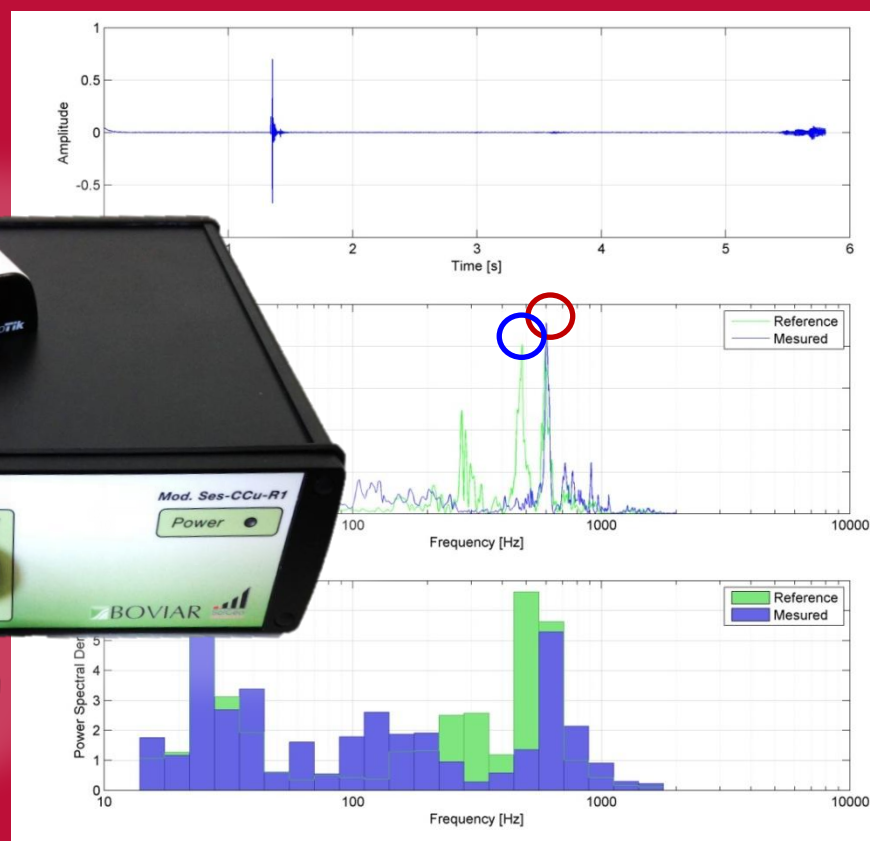 1
0.5
0
-0.5
Amplitude
1 2 3 4 5 6
Time [s]
Reference
Mesured
100 1000 10000
Frequency [Hz]
Mod. Ses-CCu-R1
Power
BOVIAR
Reference
Mesured
5
4
3
2
1
0
Power Spectral Den
10 100 1000 10000
Frequency [Hz]